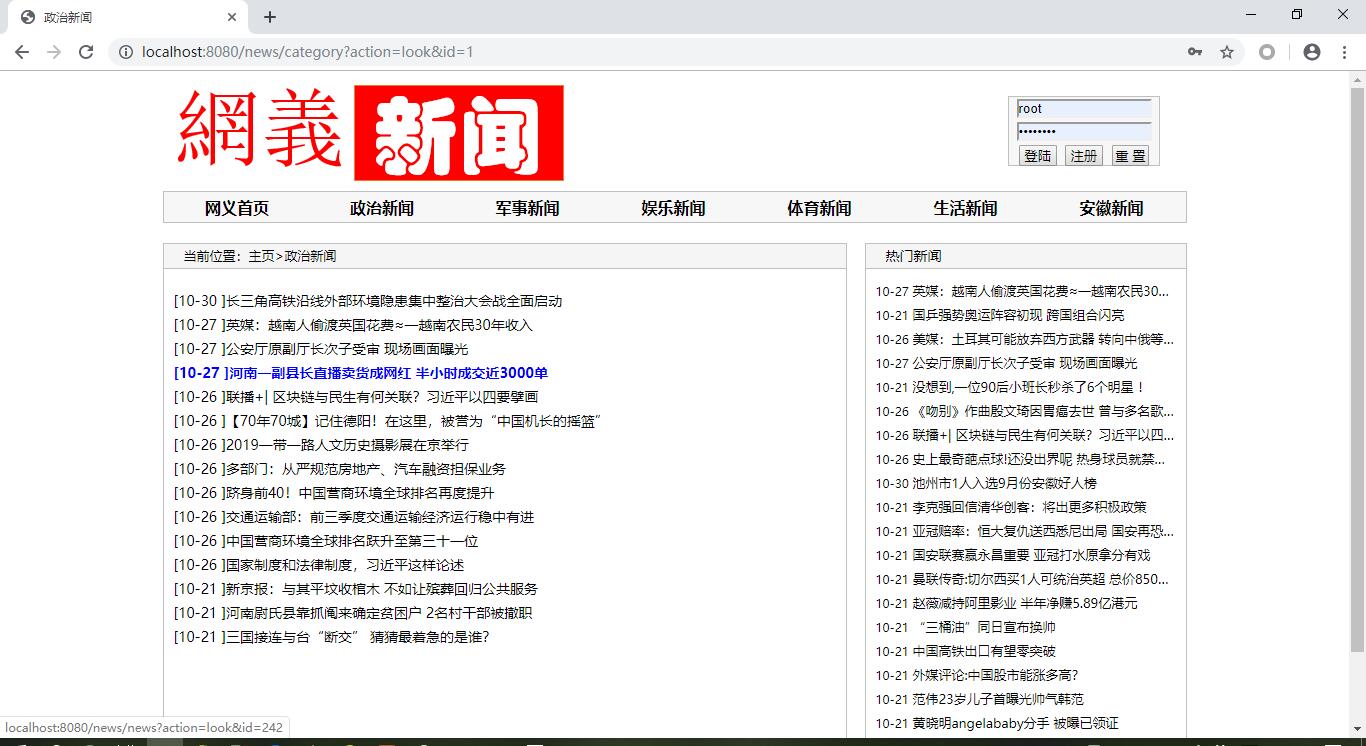 政治新闻
localhost:8080/news/category?action=look&id=1
網義 新闻
root
••••••••
登陆 注册 重置
网义首页 政治新闻 军事新闻 娱乐新闻 体育新闻 生活新闻 安徽新闻
当前位置：主页>政治新闻
[10-30 ]长三角高铁沿线外部环境隐患集中整治大会战全面启动
[10-27 ]英媒：越南人偷渡英国花费≈一越南农民30年收入
[10-27 ]公安厅原副厅长次子受审 现场画面曝光
[10-27 ]河南一副县长直播卖货成网红 半小时成交近3000单
[10-26 ]联播+| 区块链与民生有何关联？习近平以四要擘画
[10-26 ]【70年70城】记住德阳！在这里，被誉为“中国机长的摇篮”
[10-26 ]2019一带一路人文历史摄影展在京举行
[10-26 ]多部门：从严规范房地产、汽车融资担保业务
[10-26 ]跻身前40！中国营商环境全球排名再度提升
[10-26 ]交通运输部：前三季度交通运输经济运行稳中有进
[10-26 ]中国营商环境全球排名跃升至第三十一位
[10-26 ]国家制度和法律制度，习近平这样论述
[10-21 ]新京报：与其平坟收棺木 不如让殡葬回归公共服务
[10-21 ]河南尉氏县靠抓阄来确定贫困户 2名村干部被撤职
[10-21 ]三国接连与台“断交” 猜猜最着急的是谁?
热门新闻
10-27 英媒：越南人偷渡英国花费≈一越南农民30...
10-21 国乒强势奥运阵容初现 跨国组合闪亮
10-26 美媒：土耳其可能放弃西方武器 转向中俄等...
10-27 公安厅原副厅长次子受审 现场画面曝光
10-21 没想到,一位90后小班长秒杀了6个明星！
10-26 《吻别》作曲殷文琦因胃癌去世 曾与多名歌...
10-26 联播+| 区块链与民生有何关联？习近平以四...
10-26 史上最奇葩点球!还没出界呢 热身球员就禁...
10-30 池州市1人入选9月份安徽好人榜
10-21 李克强回信清华创客：将出更多积极政策
10-21 亚冠赔率：恒大复仇送西悉尼出局 国安再恐...
10-21 国安联赛赢永昌重要 亚冠打水原拿分有戏
10-21 曼联传奇:切尔西买1人可统治英超 总价850...
10-21 赵薇减持阿里影业 半年净赚5.89亿港元
10-21 “三桶油”同日宣布换帅
10-21 中国高铁出口有望零突破
10-21 外媒评论:中国股市能涨多高?
10-21 范伟23岁儿子首曝光帅气韩范
10-21 黄晓明angelababy分手 被曝已领证
localhost:8080/news/news?action=look&id=242